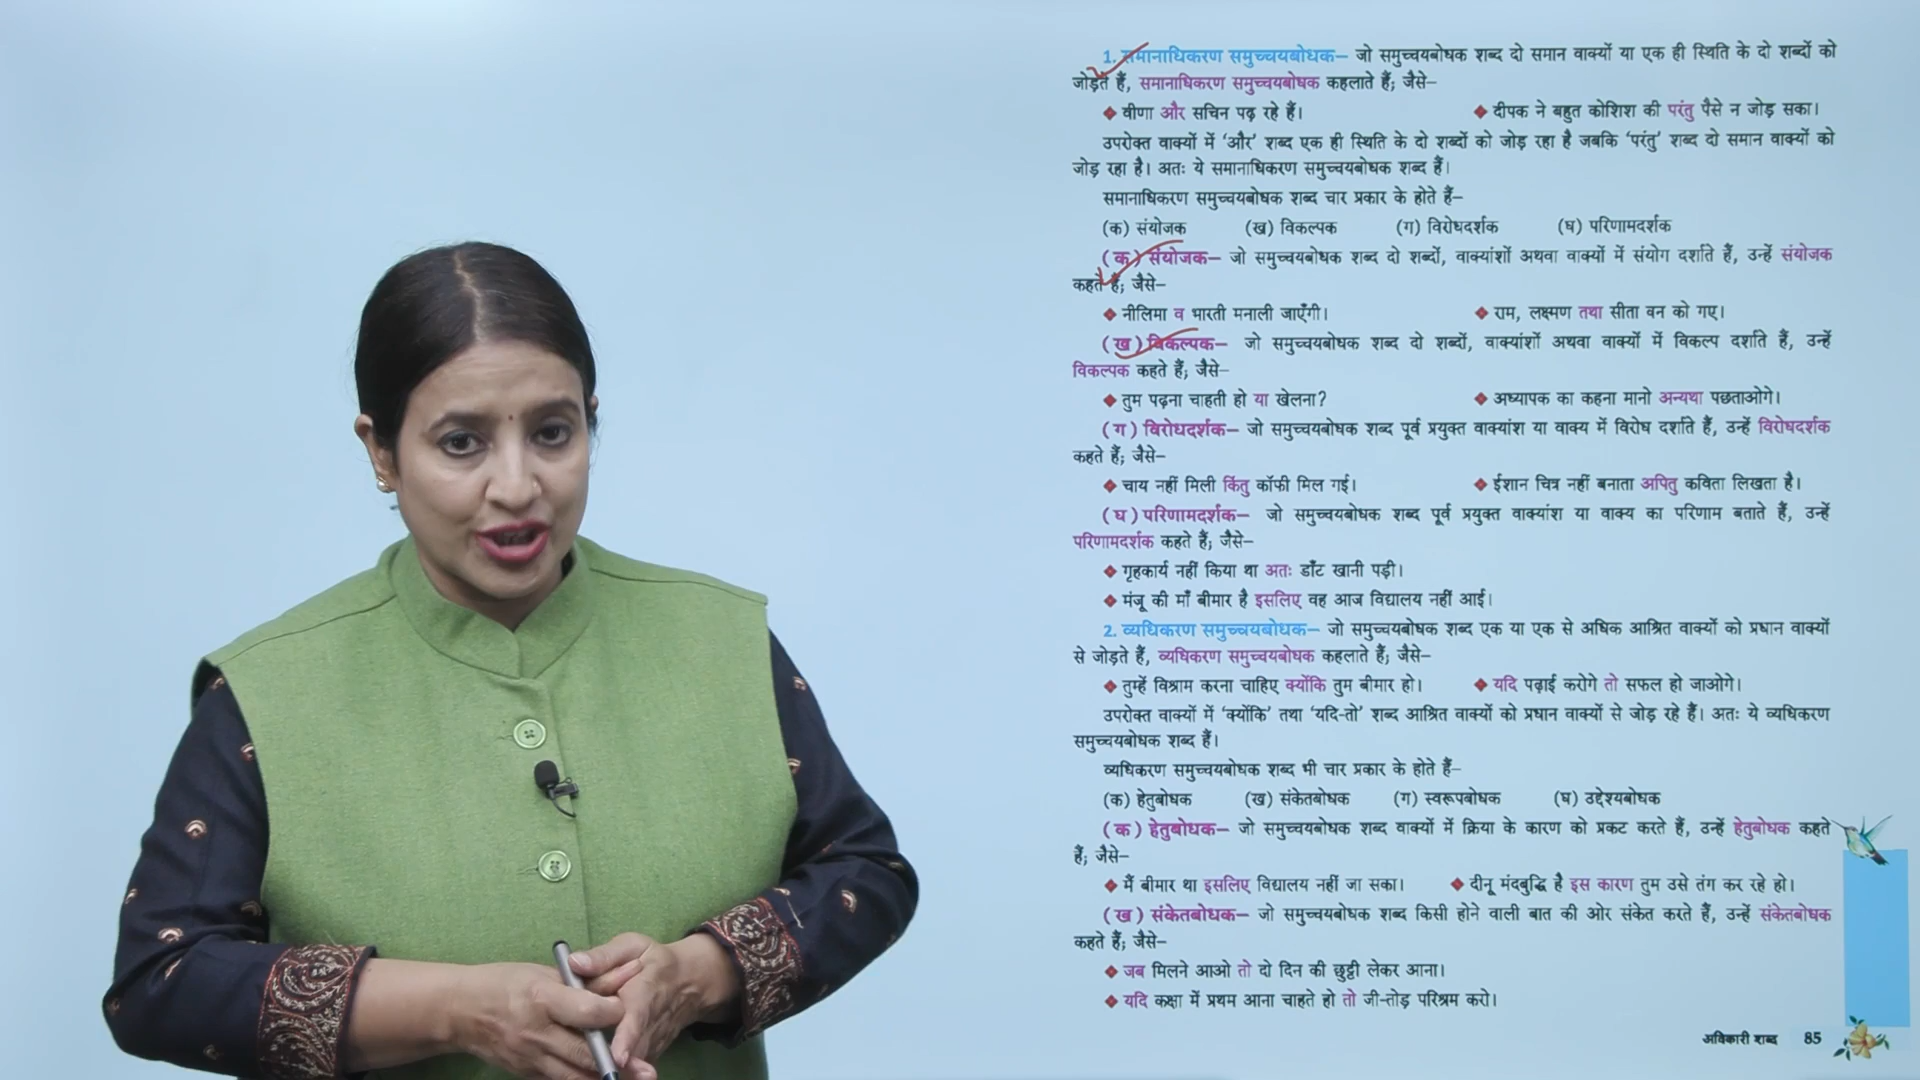 1. समानाधिकरण समुच्चयबोधक– जो समुच्चयबोधक शब्द दो समान वाक्यों या एक ही स्थिति के दो शब्दों को
जोड़ते हैं, समानाधिकरण समुच्चयबोधक कहलाते हैं; जैसे–
❖ वीणा और सचिन पढ़ रहे हैं। ❖ दीपक ने बहुत कोशिश की परंतु पैसे न जोड़ सका।
उपरोक्त वाक्यों में ‘और’ शब्द एक ही स्थिति के दो शब्दों को जोड़ रहा है जबकि ‘परंतु’ शब्द दो समान वाक्यों को
जोड़ रहा है। अतः ये समानाधिकरण समुच्चयबोधक शब्द हैं।
समानाधिकरण समुच्चयबोधक शब्द चार प्रकार के होते हैं–
(क) संयोजक (ख) विकल्पक (ग) विरोधदर्शक (घ) परिणामदर्शक
(क) संयोजक– जो समुच्चयबोधक शब्द दो शब्दों, वाक्यांशों अथवा वाक्यों में संयोग दर्शाते हैं, उन्हें संयोजक
कहते हैं; जैसे–
❖ नीलिमा व भारती मनाली जाएँगी। ❖ राम, लक्ष्मण तथा सीता वन को गए।
(ख) विकल्पक– जो समुच्चयबोधक शब्द दो शब्दों, वाक्यांशों अथवा वाक्यों में विकल्प दर्शाते हैं, उन्हें
विकल्पक कहते हैं; जैसे–
❖ तुम पढ़ना चाहती हो या खेलना? ❖ अध्यापक का कहना मानो अन्यथा पछताओगे।
(ग) विरोधदर्शक– जो समुच्चयबोधक शब्द पूर्व प्रयुक्त वाक्यांश या वाक्य में विरोध दर्शाते हैं, उन्हें विरोधदर्शक
कहते हैं; जैसे–
❖ चाय नहीं मिली किंतु कॉफी मिल गई। ❖ ईशान चित्र नहीं बनाता अपितु कविता लिखता है।
(घ) परिणामदर्शक– जो समुच्चयबोधक शब्द पूर्व प्रयुक्त वाक्यांश या वाक्य का परिणाम बताते हैं, उन्हें
परिणामदर्शक कहते हैं; जैसे–
❖ गृहकार्य नहीं किया था अतः डाँट खानी पड़ी।
❖ मंजू की माँ बीमार है इसलिए वह आज विद्यालय नहीं आई।
2. व्यधिकरण समुच्चयबोधक– जो समुच्चयबोधक शब्द एक या एक से अधिक आश्रित वाक्यों को प्रधान वाक्यों
से जोड़ते हैं, व्यधिकरण समुच्चयबोधक कहलाते हैं; जैसे–
❖ तुम्हें विश्राम करना चाहिए क्योंकि तुम बीमार हो। ❖ यदि पढ़ाई करोगे तो सफल हो जाओगे।
उपरोक्त वाक्यों में ‘क्योंकि’ तथा ‘यदि-तो’ शब्द आश्रित वाक्यों को प्रधान वाक्यों से जोड़ रहे हैं। अतः ये व्यधिकरण
समुच्चयबोधक शब्द हैं।
व्यधिकरण समुच्चयबोधक शब्द भी चार प्रकार के होते हैं–
(क) हेतुबोधक (ख) संकेतबोधक (ग) स्वरूपबोधक (घ) उद्देश्यबोधक
(क) हेतुबोधक– जो समुच्चयबोधक शब्द वाक्यों में क्रिया के कारण को प्रकट करते हैं, उन्हें हेतुबोधक कहते
हैं; जैसे–
❖ मैं बीमार था इसलिए विद्यालय नहीं जा सका। ❖ दीनू मंदबुद्धि है इस कारण तुम उसे तंग कर रहे हो।
(ख) संकेतबोधक– जो समुच्चयबोधक शब्द किसी होने वाली बात की ओर संकेत करते हैं, उन्हें संकेतबोधक
कहते हैं; जैसे–
❖ जब मिलने आओ तो दो दिन की छुट्टी लेकर आना।
❖ यदि कक्षा में प्रथम आना चाहते हो तो जी-तोड़ परिश्रम करो।
अविकारी शब्द 85